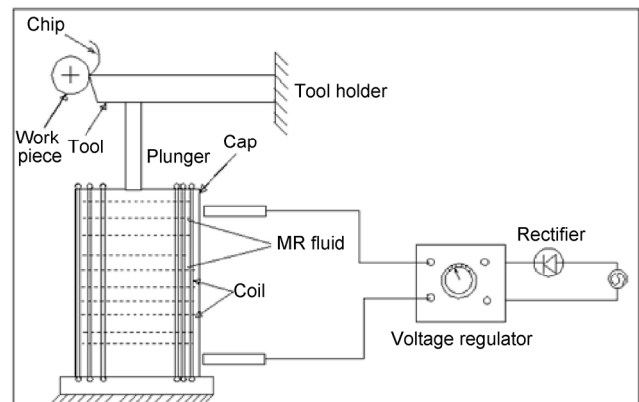 Chip
Tool holder
Work
piece
Tool
Plunger
Cap
MR fluid
Coil
Rectifier
Voltage regulator